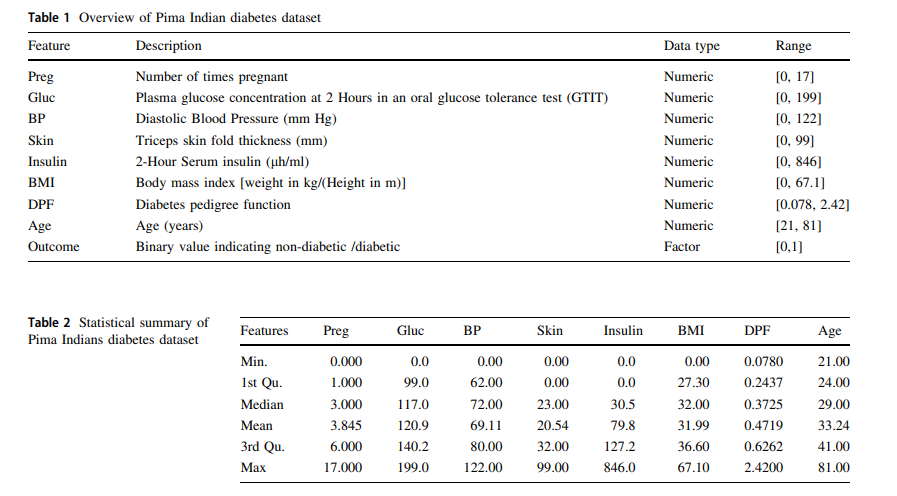 Table 1 Overview of Pima Indian diabetes dataset
Feature Description Data type Range
Preg Number of times pregnant Numeric [0, 17]
Gluc Plasma glucose concentration at 2 Hours in an oral glucose tolerance test (GTIT) Numeric [0, 199]
BP Diastolic Blood Pressure (mm Hg) Numeric [0, 122]
Skin Triceps skin fold thickness (mm) Numeric [0, 99]
Insulin 2-Hour Serum insulin (μh/ml) Numeric [0, 846]
BMI Body mass index [weight in kg/(Height in m)] Numeric [0, 67.1]
DPF Diabetes pedigree function Numeric [0.078, 2.42]
Age Age (years) Numeric [21, 81]
Outcome Binary value indicating non-diabetic /diabetic Factor [0,1]
Table 2 Statistical summary of
Pima Indians diabetes dataset
Features Preg Gluc BP Skin Insulin BMI DPF Age
Min. 0.000 0.0 0.00 0.00 0.0 0.00 0.0780 21.00
1st Qu. 1.000 99.0 62.00 0.00 0.0 27.30 0.2437 24.00
Median 3.000 117.0 72.00 23.00 30.5 32.00 0.3725 29.00
Mean 3.845 120.9 69.11 20.54 79.8 31.99 0.4719 33.24
3rd Qu. 6.000 140.2 80.00 32.00 127.2 36.60 0.6262 41.00
Max 17.000 199.0 122.00 99.00 846.0 67.10 2.4200 81.00